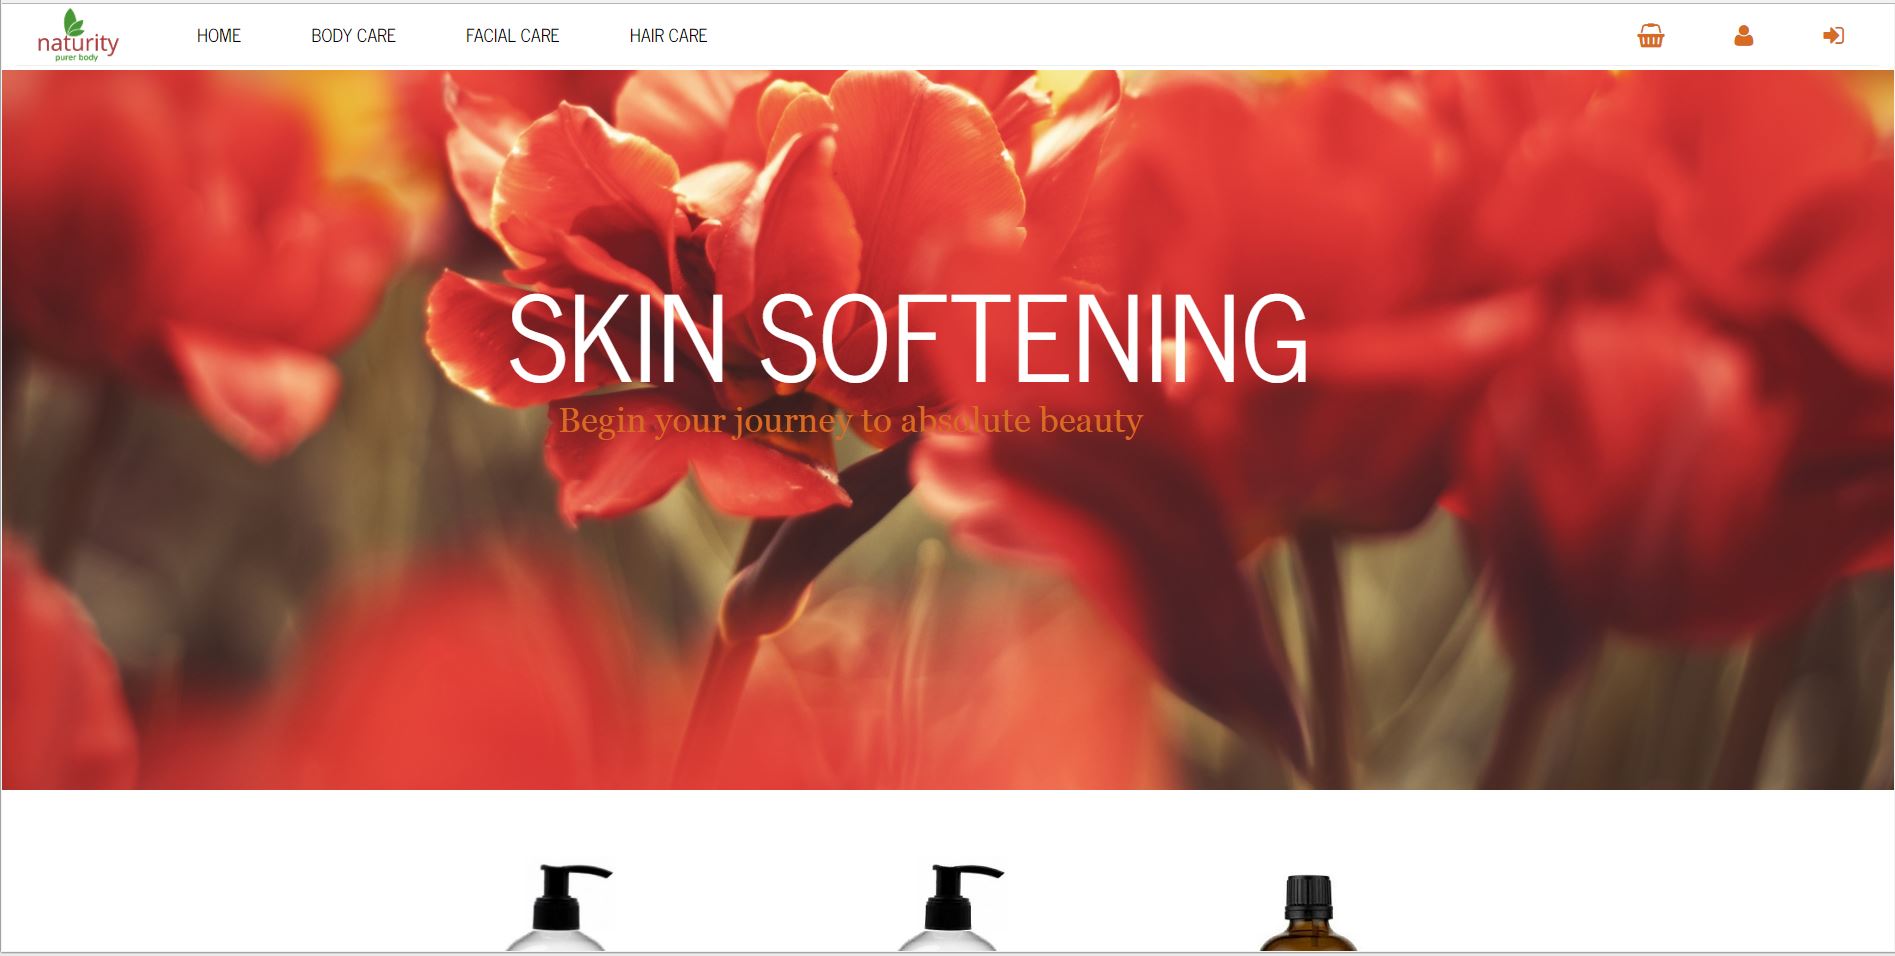 naturity
purer body
HOME BODY CARE FACIAL CARE HAIR CARE
SKIN SOFTENING
Begin your journey to absolute beauty